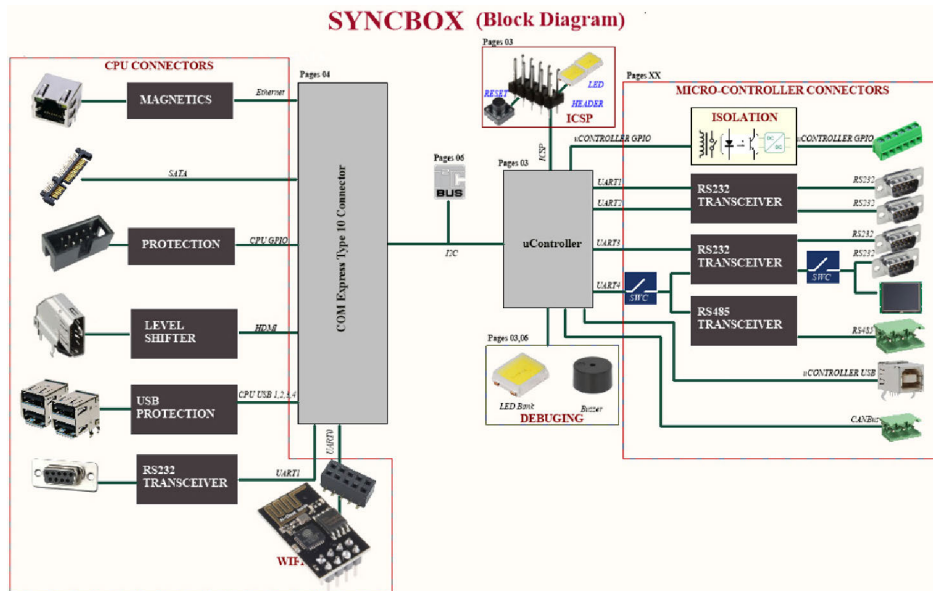 SYNCBOX (Block Diagram)
CPU CONNECTORS
Pages 04
MAGNETICS
Ethernet
SATA
PROTECTION
CPU GPIO
LEVEL
SHIFTER
HDMI
USB
PROTECTION
CPU USB 1,2,3,4
RS232
TRANSCEIVER
UART1
UART0
WIFI
COM Express Type 10 Connector
Pages 06
BUS
I2C
Pages 03
LED
RESET
HEADER
ICSP
ICSP
Pages 03
uController
Pages 03,06
LED Bank
Buzzer
DEBUGING
Pages XX
MICRO-CONTROLLER CONNECTORS
ISOLATION
DC
DC
uCONTROLLER GPIO
uCONTROLLER GPIO
UART1
UART2
RS232
TRANSCEIVER
RS232
RS232
UART3
RS232
TRANSCEIVER
RS232
RS232
SWC
UART4
SWC
RS485
TRANSCEIVER
RS485
uCONTROLLER USB
CANBus